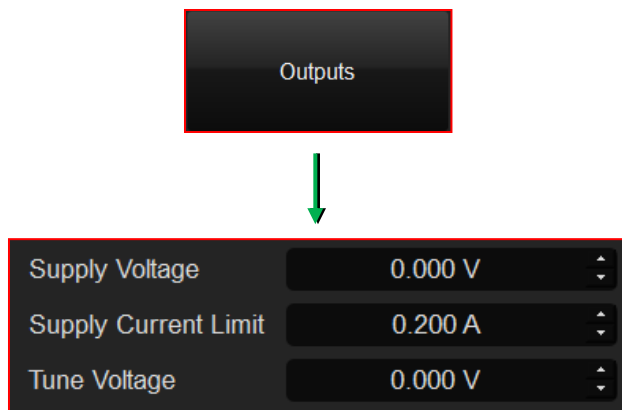 Outputs
Supply Voltage 0.000 V
Supply Current Limit 0.200 A
Tune Voltage 0.000 V